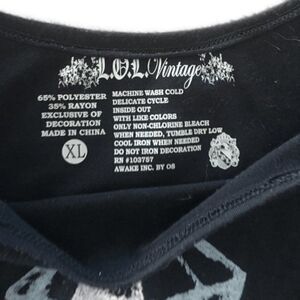 L.O.L. Vintage
65% POLYESTER
35% RAYON
EXCLUSIVE OF
DECORATION
MADE IN CHINA
XL
MACHINE WASH COLD
DELICATE CYCLE
INSIDE OUT
WITH LIKE COLORS
ONLY NON-CHLORINE BLEACH
WHEN NEEDED, TUMBLE DRY LOW
COOL IRON WHEN NEEDED
DO NOT IRON DECORATION
RN #103757
AWAKE INC. BY OS